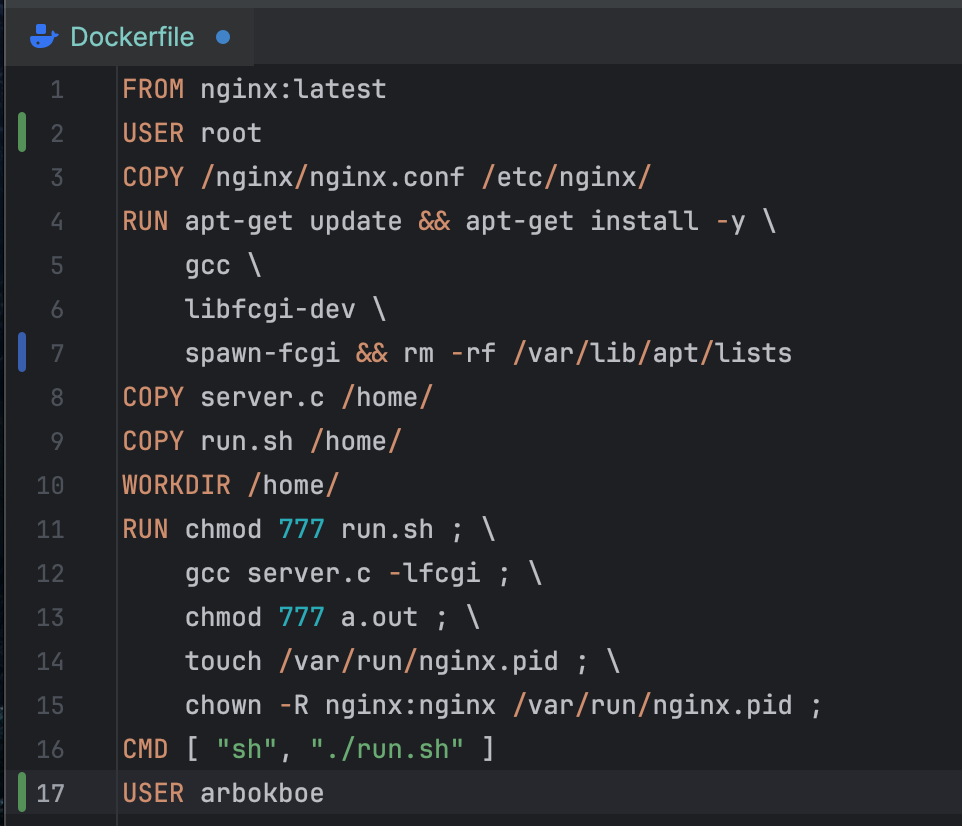 Dockerfile
1 FROM nginx:latest
2 USER root
3 COPY /nginx/nginx.conf /etc/nginx/
4 RUN apt-get update && apt-get install -y \
5     gcc \
6     libfcgi-dev \
7     spawn-fcgi && rm -rf /var/lib/apt/lists
8 COPY server.c /home/
9 COPY run.sh /home/
10 WORKDIR /home/
11 RUN chmod 777 run.sh ; \
12     gcc server.c -lfcgi ; \
13     chmod 777 a.out ; \
14     touch /var/run/nginx.pid ; \
15     chown -R nginx:nginx /var/run/nginx.pid ;
16 CMD [ "sh", "./run.sh" ]
17 USER arbokboe